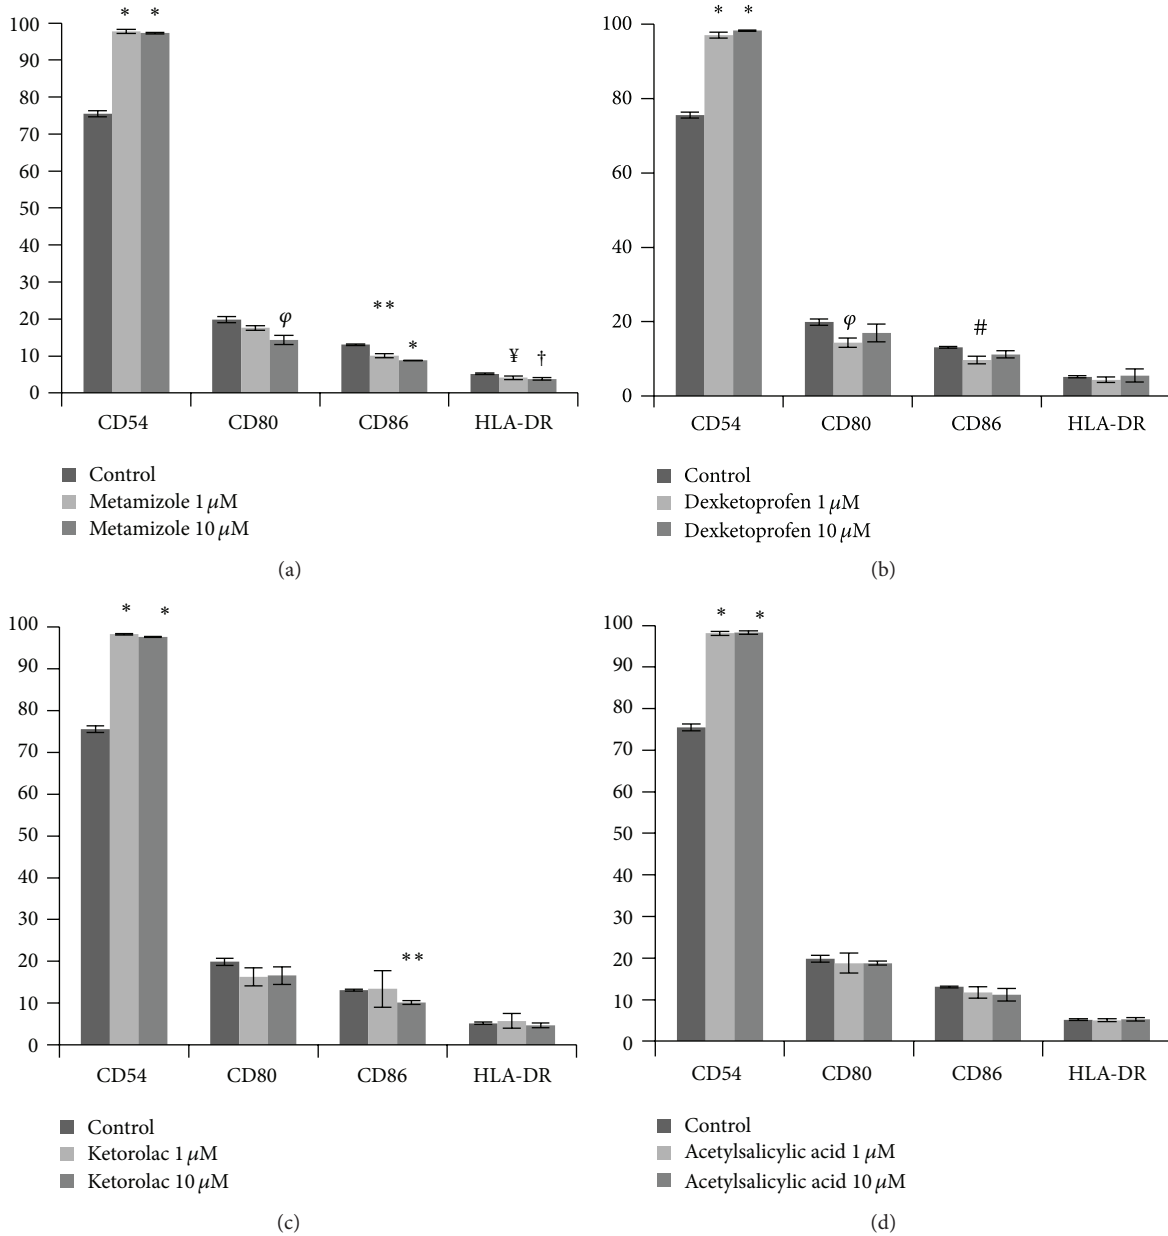 * *
100
90
80
70
60
50
40
30
20
10
0
φ
**
*
¥ †
CD54 CD80 CD86 HLA-DR
Control
Metamizole 1 μM
Metamizole 10 μM
(a)
* *
100
80
60
40
20
0
φ #
CD54 CD80 CD86 HLA-DR
Control
Dexketoprofen 1 μM
Dexketoprofen 10 μM
(b)
* *
100
90
80
70
60
50
40
30
20
10
0
**
CD54 CD80 CD86 HLA-DR
Control
Ketorolac 1 μM
Ketorolac 10 μM
(c)
* *
100
90
80
70
60
50
40
30
20
10
0
CD54 CD80 CD86 HLA-DR
Control
Acetylsalicylic acid 1 μM
Acetylsalicylic acid 10 μM
(d)